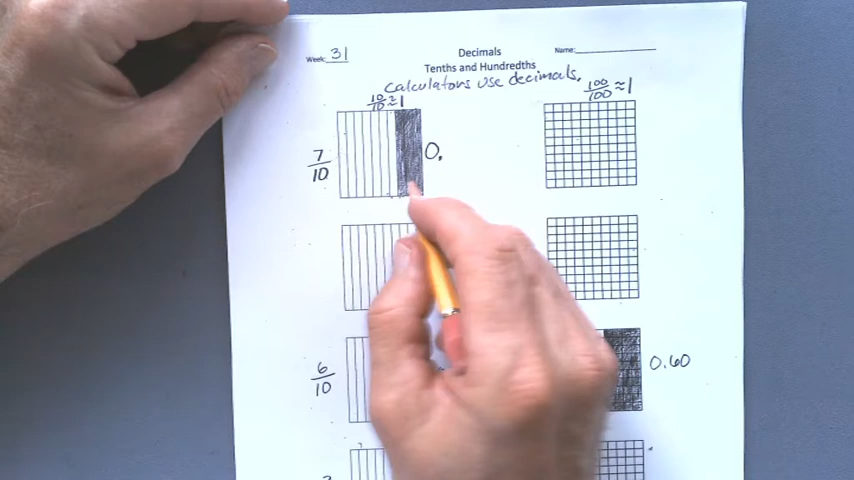 Week: 31
Decimals
Name:
Tenths and Hundredths
calculators use decimals.
10/10 ≈ 1
100/100 ≈ 1
7/10
0.
6/10
0.60